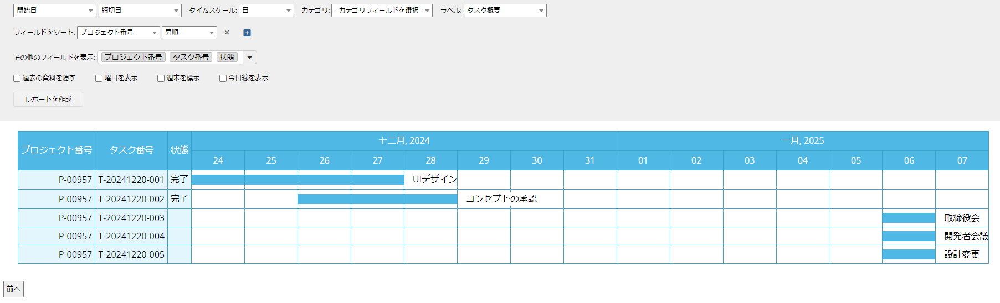 開始日 締切日 タイムスケール: 日 カテゴリ: - カテゴリフィールドを選択 - ラベル: タスク概要
フィールドをソート: プロジェクト番号 昇順 ×
その他のフィールドを表示: プロジェクト番号 タスク番号 状態
過去の資料を隠す 曜日を表示 週末を標示 今日線を表示
レポートを作成
プロジェクト番号 タスク番号 状態 十二月, 2024 一月, 2025
24 25 26 27 28 29 30 31 01 02 03 04 05 06 07
P-00957 T-20241220-001 完了 UIデザイン
P-00957 T-20241220-002 完了 コンセプトの承認
P-00957 T-20241220-003 取締役会
P-00957 T-20241220-004 開発者会議
P-00957 T-20241220-005 設計変更
前へ